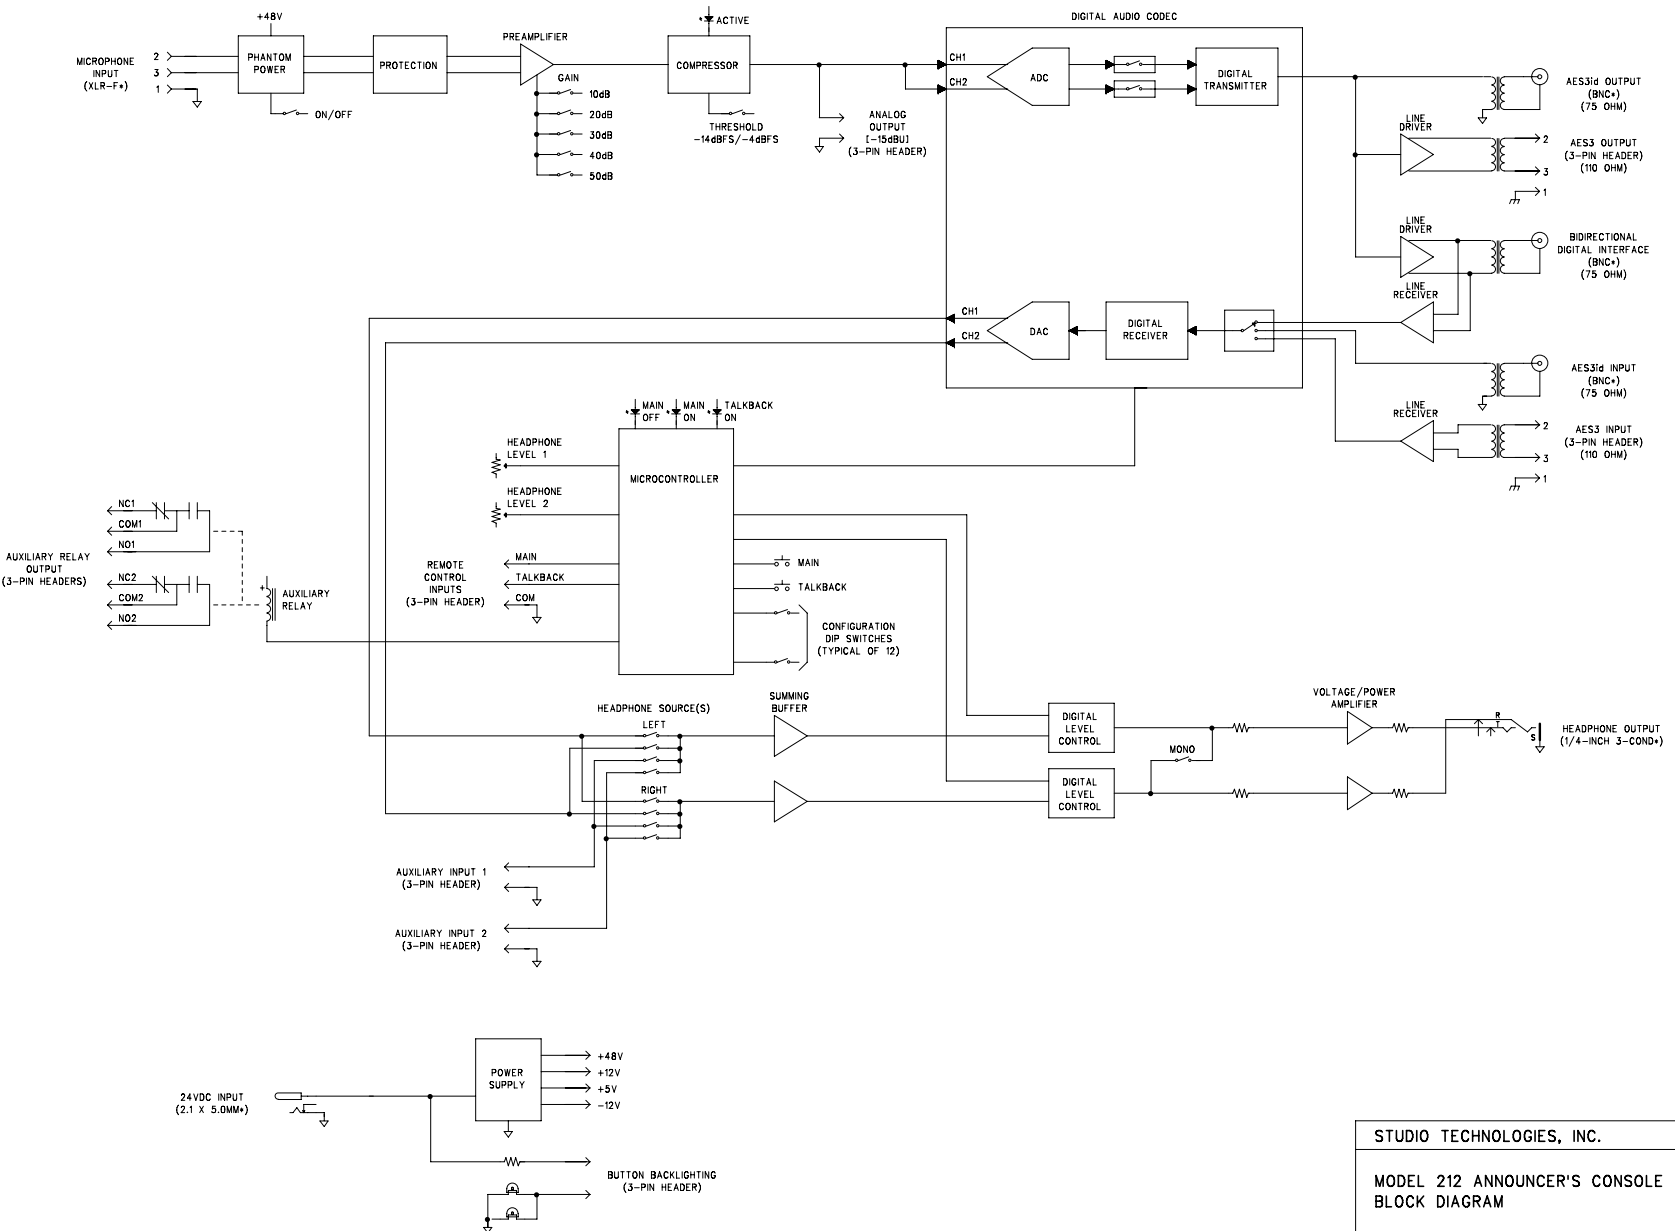 MICROPHONE
INPUT
(XLR-F*)
2
3
1
+48V
PHANTOM
POWER
ON/OFF
PROTECTION
PREAMPLIFIER
GAIN
10dB
20dB
30dB
40dB
50dB
* ACTIVE
COMPRESSOR
THRESHOLD
-14dBFS/-4dBFS
ANALOG
OUTPUT
[-15dBU]
(3-PIN HEADER)
DIGITAL AUDIO CODEC
CH1
CH2
ADC
DIGITAL
TRANSMITTER
AES3id OUTPUT
(BNC*)
(75 OHM)
LINE
DRIVER
2
3
1
AES3 OUTPUT
(3-PIN HEADER)
(110 OHM)
LINE
DRIVER
BIDIRECTIONAL
DIGITAL INTERFACE
(BNC*)
(75 OHM)
LINE
RECEIVER
CH1
CH2
DAC
DIGITAL
RECEIVER
AES3id INPUT
(BNC*)
(75 OHM)
LINE
RECEIVER
2
3
1
AES3 INPUT
(3-PIN HEADER)
(110 OHM)
* MAIN
OFF
* MAIN
ON
* TALKBACK
ON
MICROCONTROLLER
HEADPHONE
LEVEL 1
HEADPHONE
LEVEL 2
REMOTE
CONTROL
INPUTS
(3-PIN HEADER)
MAIN
TALKBACK
COM
MAIN
TALKBACK
CONFIGURATION
DIP SWITCHES
(TYPICAL OF 12)
AUXILIARY RELAY
OUTPUT
(3-PIN HEADERS)
NC1
COM1
NO1
NC2
COM2
NO2
+
AUXILIARY
RELAY
HEADPHONE SOURCE(S)
LEFT
RIGHT
SUMMING
BUFFER
DIGITAL
LEVEL
CONTROL
DIGITAL
LEVEL
CONTROL
MONO
VOLTAGE/POWER
AMPLIFIER
R
T
S
HEADPHONE OUTPUT
(1/4-INCH 3-COND*)
AUXILIARY INPUT 1
(3-PIN HEADER)
AUXILIARY INPUT 2
(3-PIN HEADER)
24VDC INPUT
(2.1 X 5.0MM*)
POWER
SUPPLY
+48V
+12V
+5V
-12V
BUTTON BACKLIGHTING
(3-PIN HEADER)
STUDIO TECHNOLOGIES, INC.
MODEL 212 ANNOUNCER'S CONSOLE
BLOCK DIAGRAM